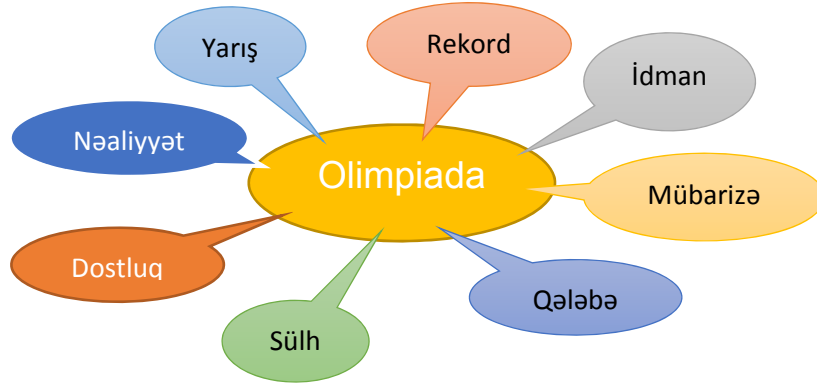 Yarış
Rekord
İdman
Nəaliyyət
Olimpiada
Mübarizə
Dostluq
Qələbə
Sülh